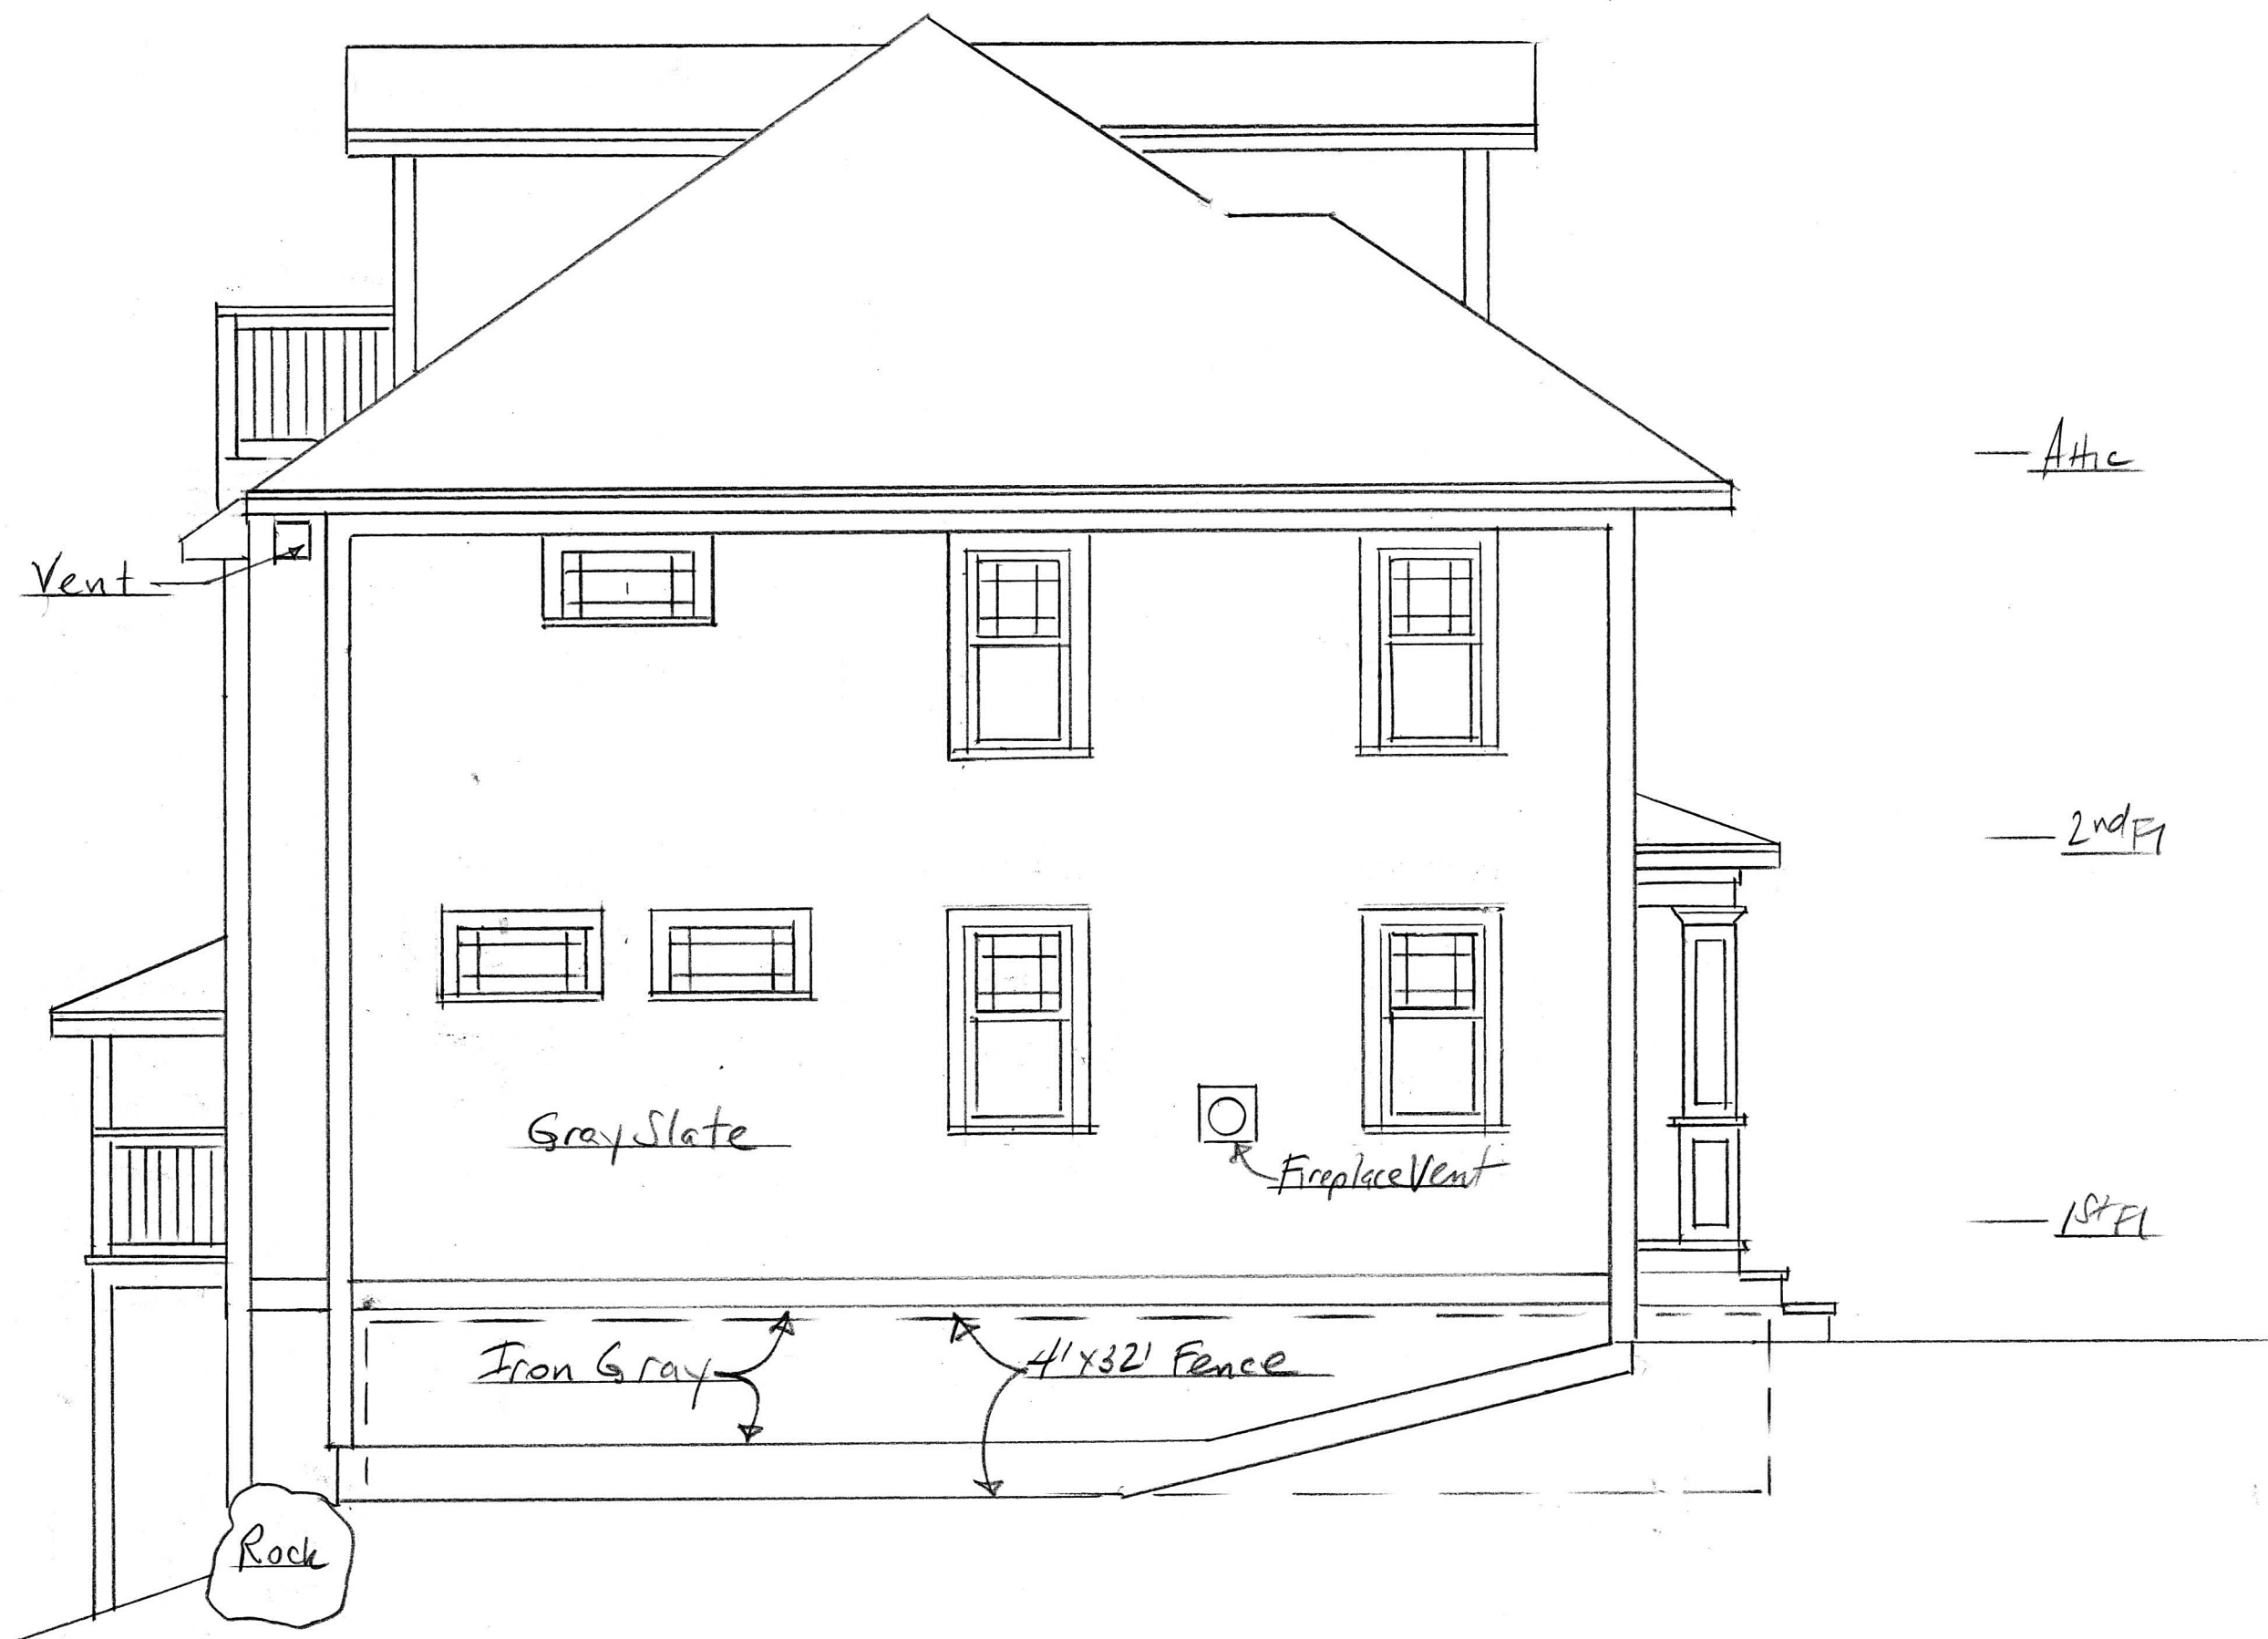 Attic
Vent
2nd Fl
Gray Slate
Fireplace Vent
1st Fl
Iron Gray
4'x32' Fence
Rock